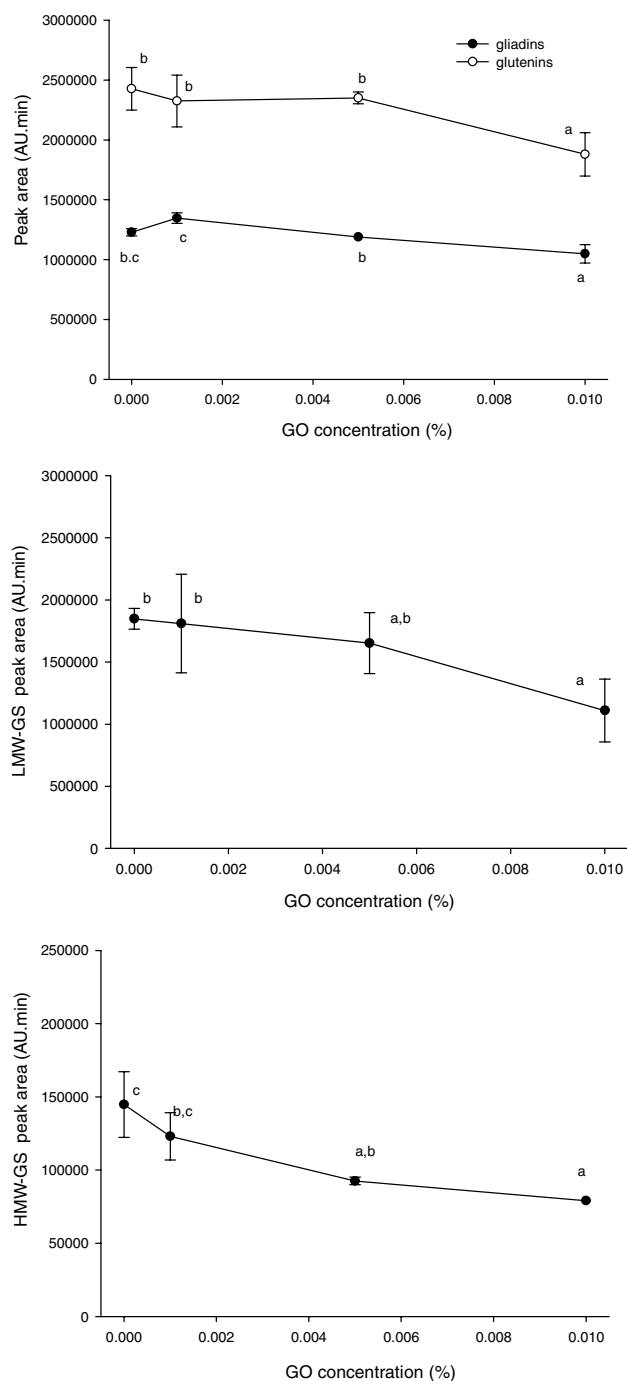 3000000
gliadins
glutenins
b
b
b
2500000
a
2000000
1500000
b.c
c
b
a
1000000
500000
0
0.000 0.002 0.004 0.006 0.008 0.010
Peak area (AU.min)
GO concentration (%)
3000000
2500000
b
b
a,b
2000000
a
1500000
1000000
500000
0
0.000 0.002 0.004 0.006 0.008 0.010
LMW-GS peak area (AU.min)
GO concentration (%)
250000
200000
150000
c
b,c
a,b
a
100000
50000
0
0.000 0.002 0.004 0.006 0.008 0.010
HMW-GS peak area (AU.min)
GO concentration (%)